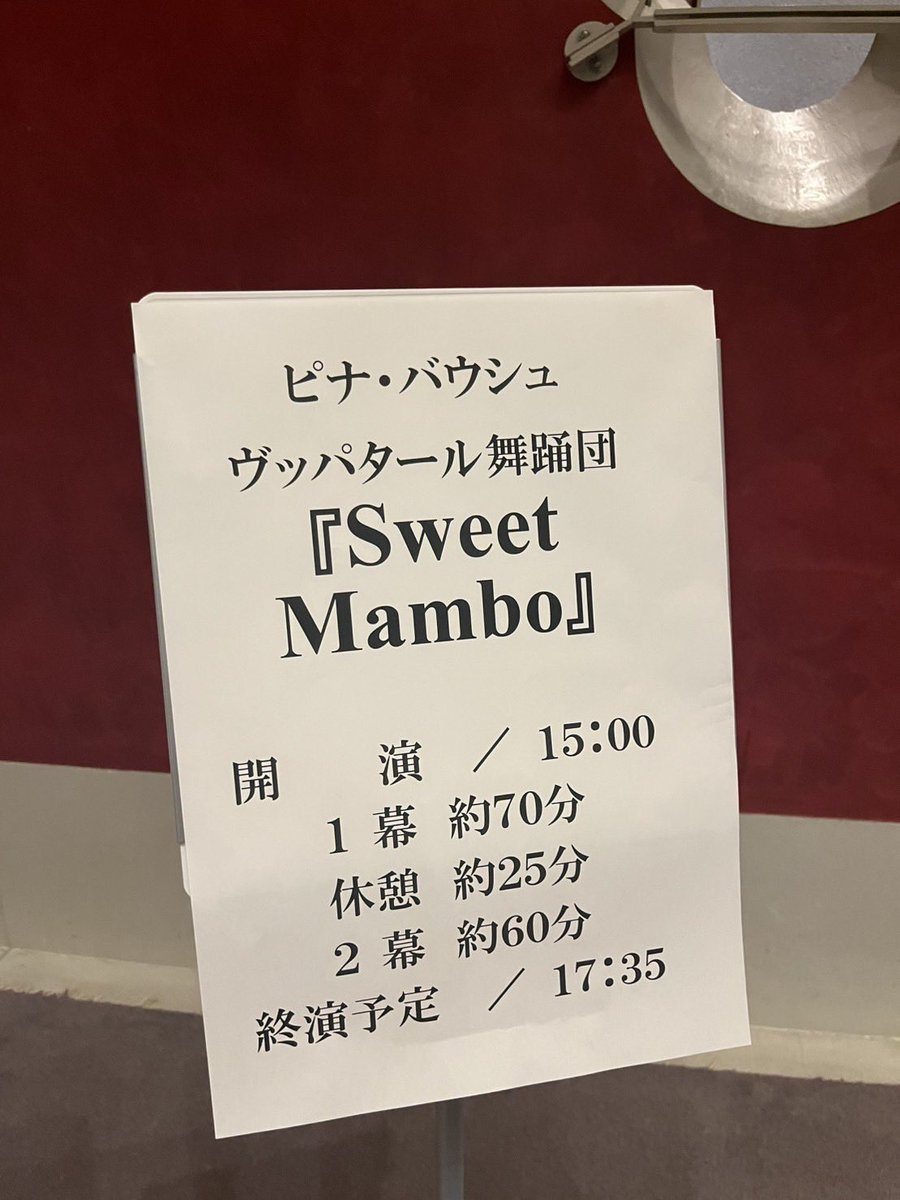 ピナ・バウシュ
ヴッパタール舞踊団
『Sweet
Mambo』
開　演　／ 15:00
1 幕 約70分
休憩 約25分
2 幕 約60分
終演予定　／ 17:35